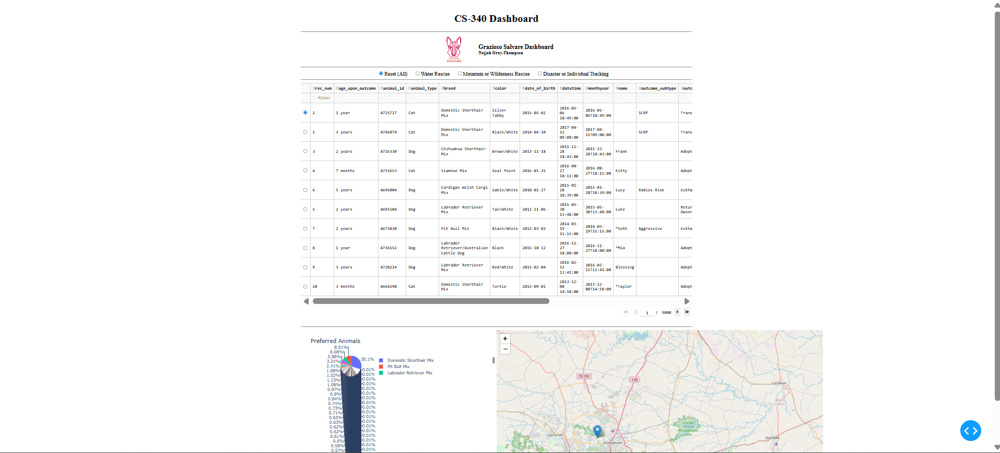 CS-340 Dashboard
SALVARE
Grazioso Salvare Dashboard
Najjah Gray-Thompson
Reset (All) Water Rescue Mountain or Wilderness Rescue Disaster or Individual Tracking
rec_num age_upon_outcome animal_id animal_type breed color date_of_birth datetime monthyear name outcome_subtype outc
filter
2 1 year A725717 Cat Domestic Shorthair Mix Silver Tabby 2015-05-02 2016-05-06 10:49:00 2016-05-06T10:49:00 SCRP Trans
1 3 years A746874 Cat Domestic Shorthair Mix Black/White 2014-04-10 2017-04-11 09:00:00 2017-04-11T09:00:00 SCRP Trans
3 2 years A716330 Dog Chihuahua Shorthair Mix Brown/White 2013-11-18 2015-12-28 18:43:00 2015-12-28T18:43:00 Frank Adopt
4 7 months A733653 Cat Siamese Mix Seal Point 2016-01-25 2016-08-27 18:11:00 2016-08-27T18:11:00 Kitty Adopt
6 5 years A696004 Dog Cardigan Welsh Corgi Mix Sable/White 2010-01-27 2015-01-28 10:39:00 2015-01-28T10:39:00 Lucy Rabies Risk Eutha
5 2 years A691584 Dog Labrador Retriever Mix Tan/White 2012-11-06 2015-05-30 13:48:00 2015-05-30T13:48:00 Luke Retur Owner
7 2 years A673830 Dog Pit Bull Mix Black/White 2012-03-03 2014-03-19 15:15:00 2014-03-19T15:15:00 *Seth Aggressive Eutha
8 1 year A736551 Dog Labrador Retriever/Australian Cattle Dog Black 2015-10-12 2016-11-27 18:00:00 2016-11-27T18:00:00 *Mia Adopt
9 3 years A720214 Dog Labrador Retriever Mix Red/White 2013-02-04 2016-02-11 12:41:00 2016-02-11T12:41:00 Blessing Adopt
10 3 months A664290 Cat Domestic Shorthair Mix Tortie 2013-09-01 2013-12-08 14:58:00 2013-12-08T14:58:00 *Taylor Adopt
1 / 9000
Preferred Animals
8.01%
6.08%
5.88% 30.1% Domestic Shorthair Mix
3.24% Pit Bull Mix
2.41% 0.01% Labrador Retriever Mix
1.88% 0.01%
1.52% 0.01%
1.23% 0.01%
1.08% 0.01%
0.97% 0.01%
0.9% 0.01%
0.84% 0.01%
0.74% 0.01%
0.73% 0.01%
0.71% 0.01%
0.65% 0.01%
0.63% 0.01%
0.62% 0.01%
0.62% 0.01%
0.61% 0.01%
0.6% 0.01%
0.58% 0.01%
0.57%
+
−
TX 195
I 35
Cameron
Milam County
Granger Wildlife Management Area
Liberty Hill
Williamson County
Georgetown
Rockdale